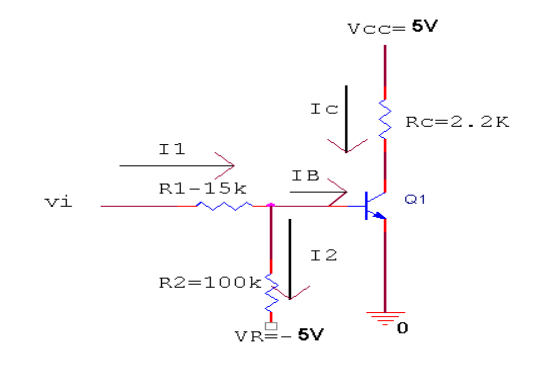 Vcc= 5V
Ic
Rc=2.2K
I1
IB
R1-15k
vi
Q1
I2
R2=100k
VR=- 5V
0